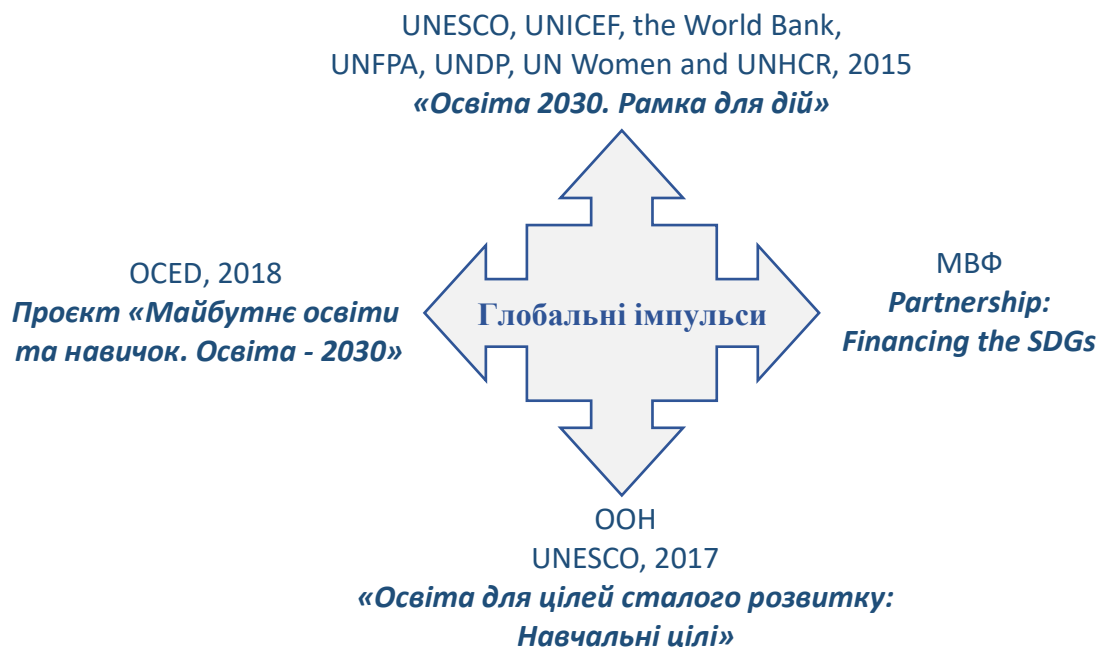 UNESCO, UNICEF, the World Bank,
UNFPA, UNDP, UN Women and UNHCR, 2015
«Освіта 2030. Рамка для дій»
OCED, 2018
Проєкт «Майбутнє освіти
та навичок. Освіта - 2030»
Глобальні імпульси
МВФ
Partnership:
Financing the SDGs
ООН
UNESCO, 2017
«Освіта для цілей сталого розвитку:
Навчальні цілі»